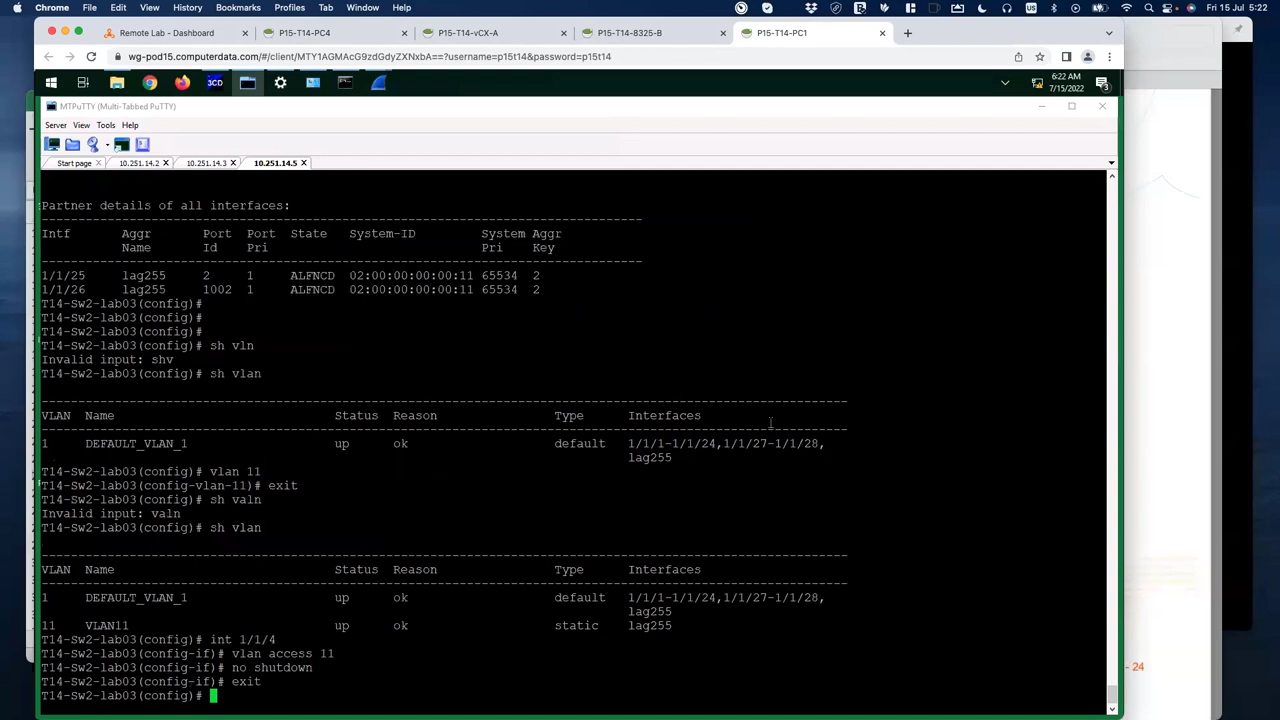 Chrome File Edit View History Bookmarks Profiles Tab Window Help Fri 15 Jul 5:22
Remote Lab - Dashboard P15-T14-PC4 P15-T14-vCX-A P15-T14-8325-B P15-T14-PC1
wg-pod15.computerdata.com/#/client/MTY1AGMAcG9zdGdyZXNxbA==?username=p15t14&password=p15t14
6:22 AM
7/15/2022
MTPuTTY (Multi-Tabbed PuTTY)
Server View Tools Help
Start page 10.251.14.2 10.251.14.3 10.251.14.5
Partner details of all interfaces:
--------------------------------------------------------------------------------
Intf Aggr Port Port State System-ID System Aggr
Name Id Pri Pri Key
--------------------------------------------------------------------------------
1/1/25 lag255 2 1 ALFNCD 02:00:00:00:00:11 65534 2
1/1/26 lag255 1002 1 ALFNCD 02:00:00:00:00:11 65534 2
T14-Sw2-lab03(config)#
T14-Sw2-lab03(config)#
T14-Sw2-lab03(config)#
T14-Sw2-lab03(config)# sh vln
Invalid input: shv
T14-Sw2-lab03(config)# sh vlan
--------------------------------------------------------------------------------
VLAN Name Status Reason Type Interfaces
--------------------------------------------------------------------------------
1 DEFAULT_VLAN_1 up ok default 1/1/1-1/1/24,1/1/27-1/1/28,
lag255
T14-Sw2-lab03(config)# vlan 11
T14-Sw2-lab03(config-vlan-11)# exit
T14-Sw2-lab03(config)# sh valn
Invalid input: valn
T14-Sw2-lab03(config)# sh vlan
--------------------------------------------------------------------------------
VLAN Name Status Reason Type Interfaces
--------------------------------------------------------------------------------
1 DEFAULT_VLAN_1 up ok default 1/1/1-1/1/24,1/1/27-1/1/28,
lag255
11 VLAN11 up ok static lag255
T14-Sw2-lab03(config)# int 1/1/4
T14-Sw2-lab03(config-if)# vlan access 11
T14-Sw2-lab03(config-if)# no shutdown
T14-Sw2-lab03(config-if)# exit
T14-Sw2-lab03(config)#
- 24